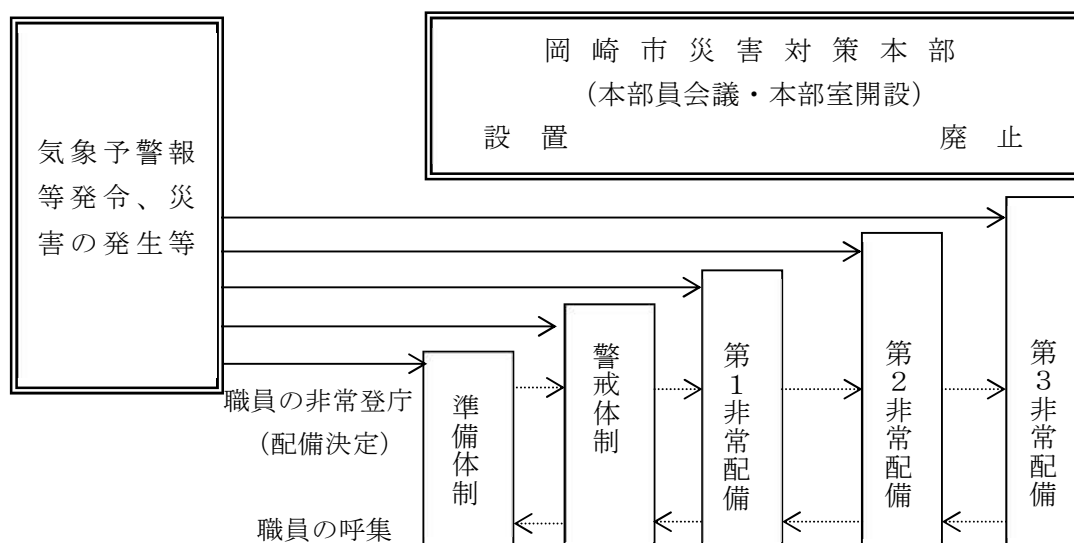 岡崎市災害対策本部
(本部員会議・本部室開設)
設置
廃止
気象予警報
等発令、災
害の発生等
職員の非常登庁
(配備決定)
職員の呼集
準備体制
警戒体制
第1非常配備
第2非常配備
第3非常配備